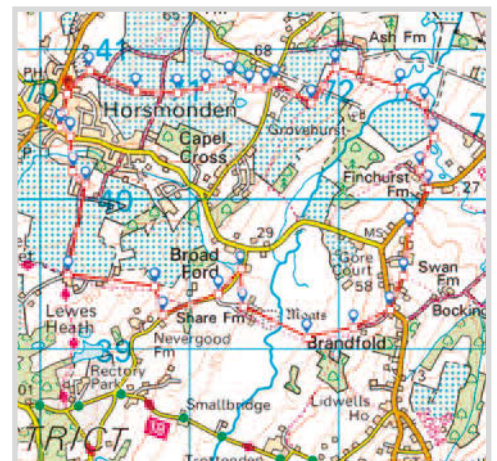 65
Ash Fm
41
68
PH
70
72
7
Horsmonden
Grovehurst
Capel
Cross
Finchurst
Fm
27
40
29
MS
Broad
Ford
Gore
Court
58
Swan
Fm
Lewes
Heath
Share Fm
Moats
Bocking
Nevergood
Fm
Brandfold
39
Rectory
Park
73
01
Smallbridge
Lidwells
Ho
TRICT